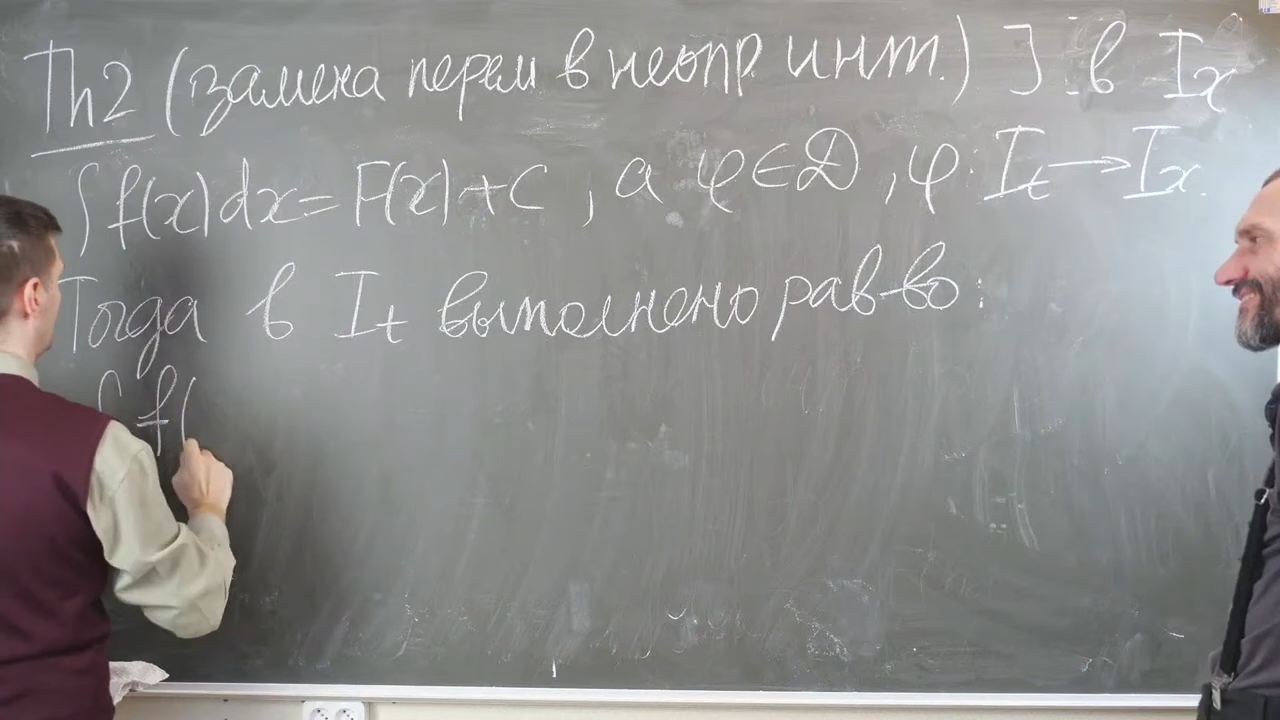 Th2 (замена перем в неопр инт.) ] : в Iₓ
∫f(x)dx=F(x)+C, а φ∈D, φ: Iₜ→Iₓ.
Тогда в Iₜ выполнено рав-во:
∫f(